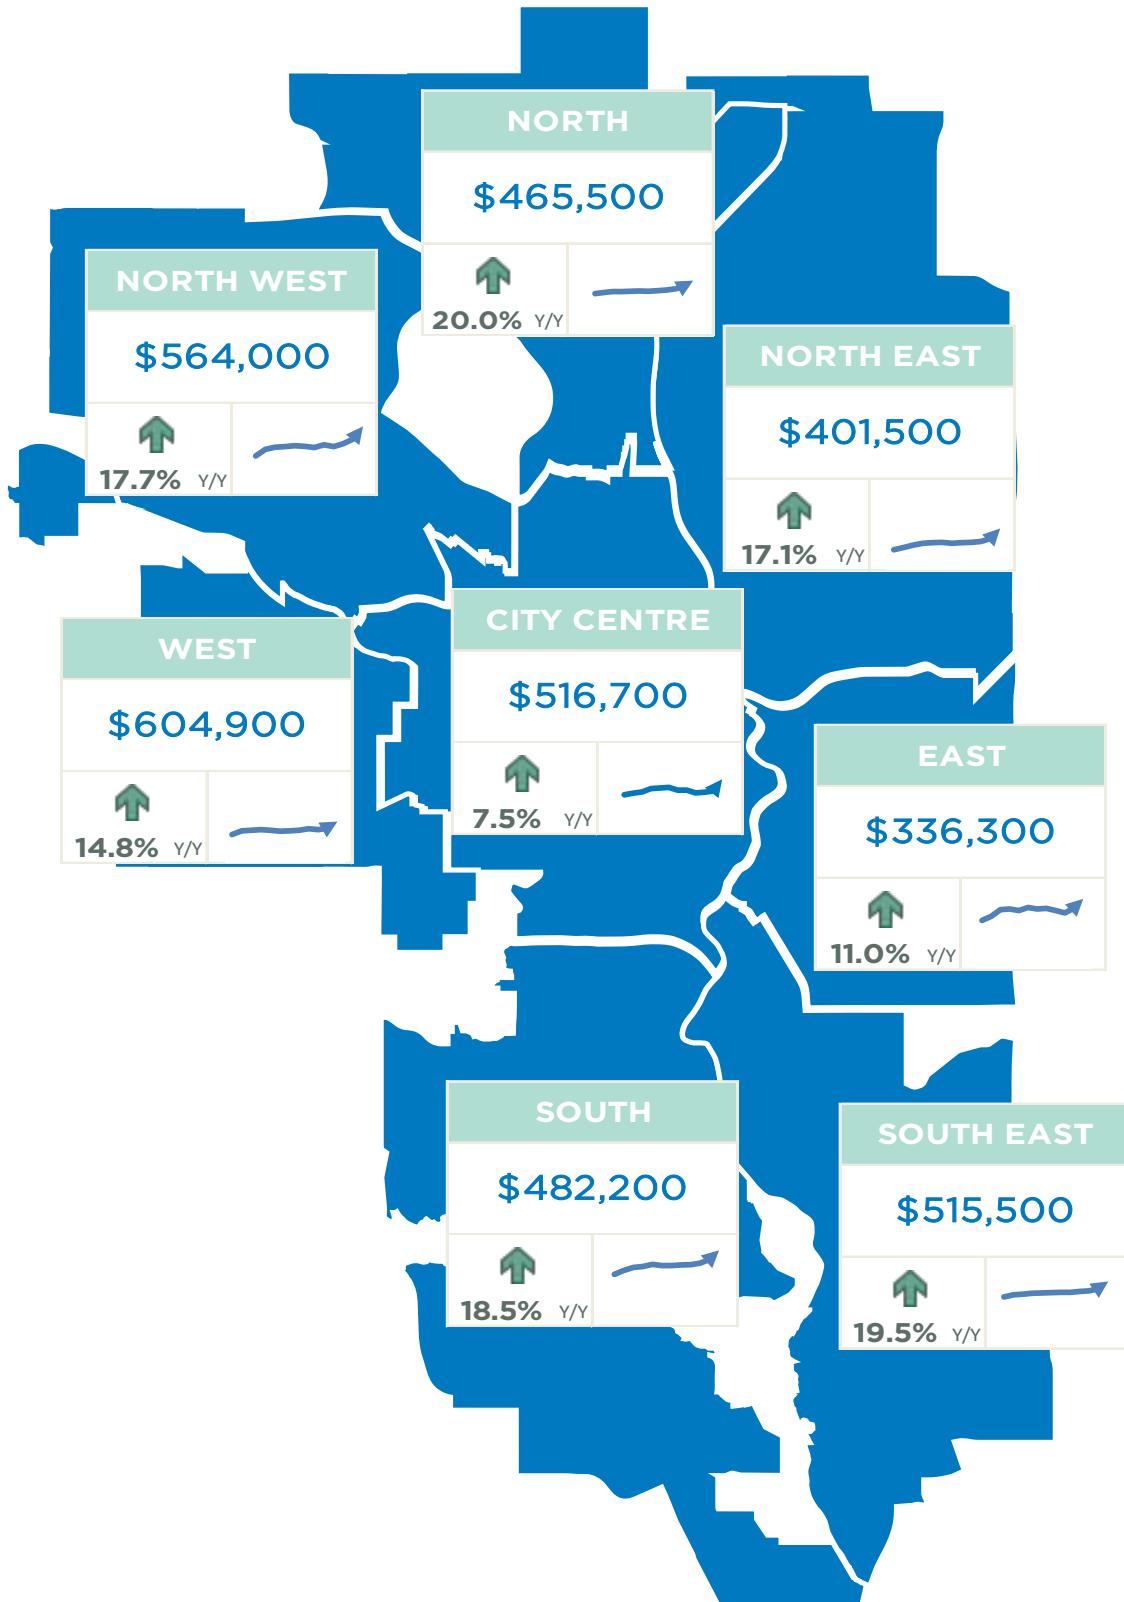 NORTH
$465,500
20.0% Y/Y
NORTH WEST
$564,000
17.7% Y/Y
NORTH EAST
$401,500
17.1% Y/Y
CITY CENTRE
$516,700
7.5% Y/Y
WEST
$604,900
14.8% Y/Y
EAST
$336,300
11.0% Y/Y
SOUTH
$482,200
18.5% Y/Y
SOUTH EAST
$515,500
19.5% Y/Y